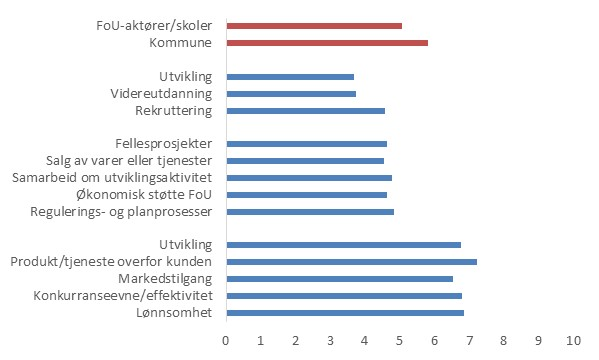 FoU-aktører/skoler
Kommune
Utvikling
Videreutdanning
Rekruttering
Fellesprosjekter
Salg av varer eller tjenester
Samarbeid om utviklingsaktivitet
Økonomisk støtte FoU
Regulerings- og planprosesser
Utvikling
Produkt/tjeneste overfor kunden
Markedstilgang
Konkurranseevne/effektivitet
Lønnsomhet
0 1 2 3 4 5 6 7 8 9 10